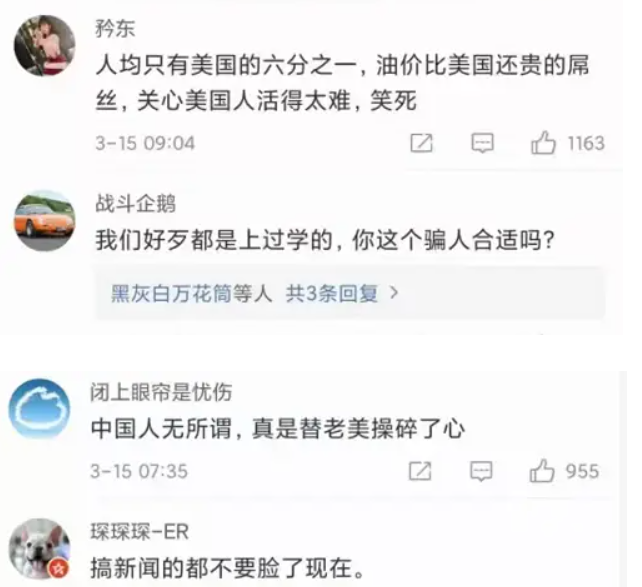 矜东
人均只有美国的六分之一，油价比美国还贵的屌
丝，关心美国人活得太难，笑死
3-15 09:04
1163
战斗企鹅
我们好歹都是上过学的，你这个骗人合适吗？
黑灰白万花筒等人 共3条回复 >
闭上眼帘是忧伤
中国人无所谓，真是替老美操碎了心
3-15 07:35
955
琛琛琛-ER
搞新闻的都不要脸了现在。